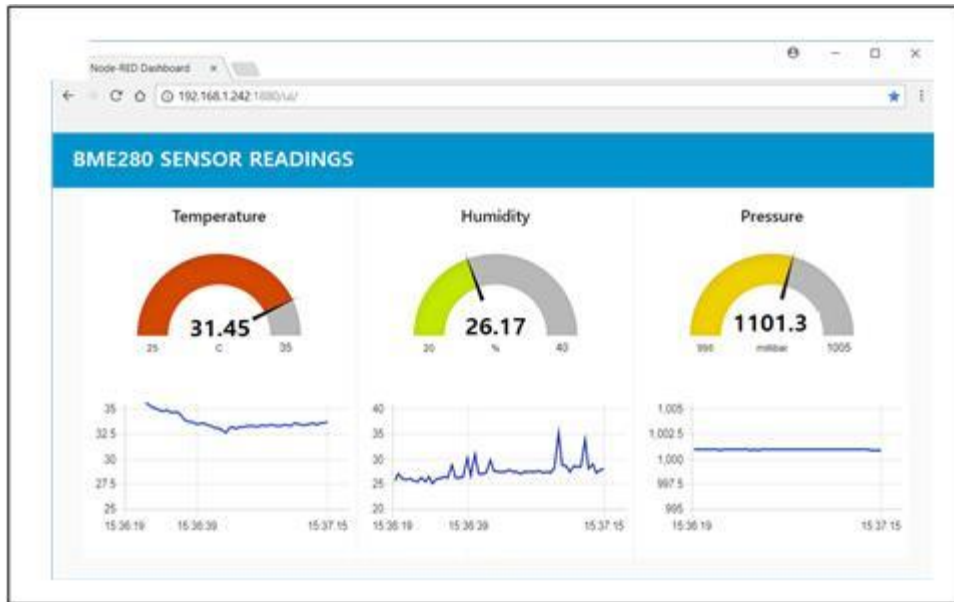 Node-RED Dashboard
192.168.1.242:1880/ui/
BME280 SENSOR READINGS
Temperature
31.45
25 C 35
35
32.5
30
27.5
25
15:36:19 15:36:39 15:37:15
Humidity
26.17
20 % 40
40
35
30
25
20
15:36:19 15:36:39 15:37:15
Pressure
1101.3
millibar 1005
1,005
1,002.5
1,000
997.5
995
15:36:19 15:37:15